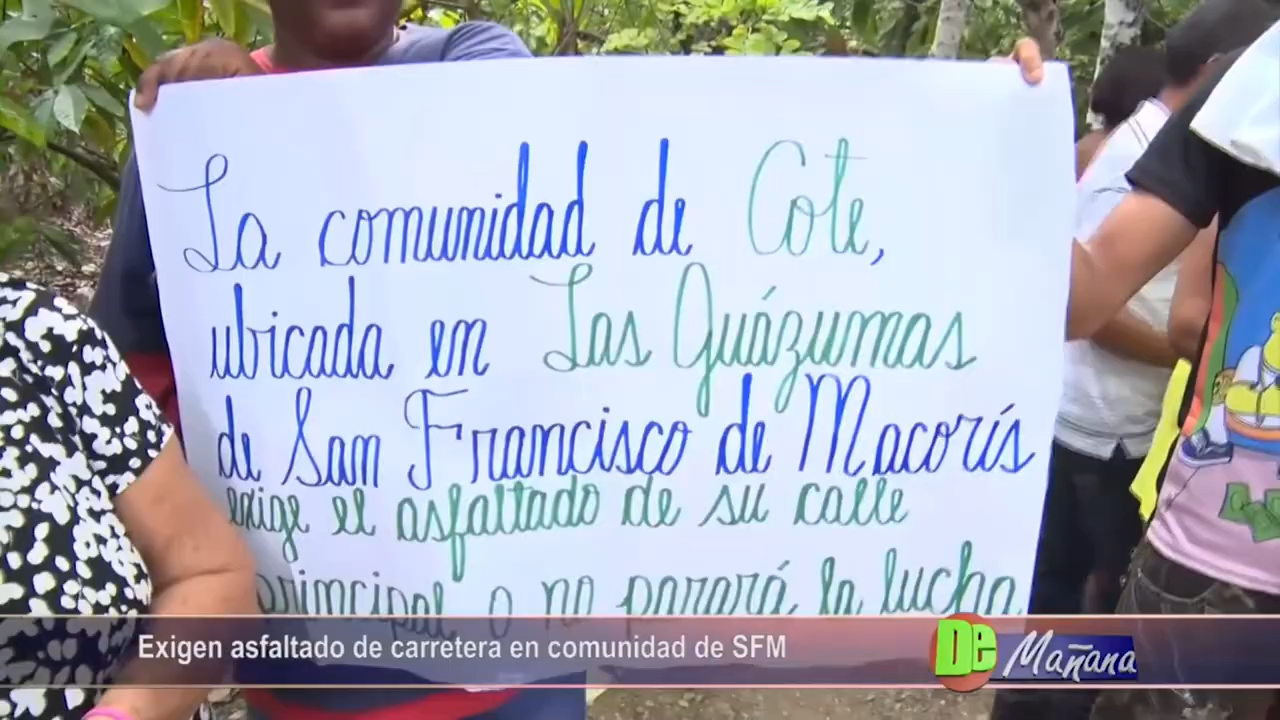 La comunidad de Cote,
ubicada en Las Guázumas
de San Francisco de Macorís
exige el asfaltado de su calle
principal o no parará la lucha
Exigen asfaltado de carretera en comunidad de SFM
De Mañana